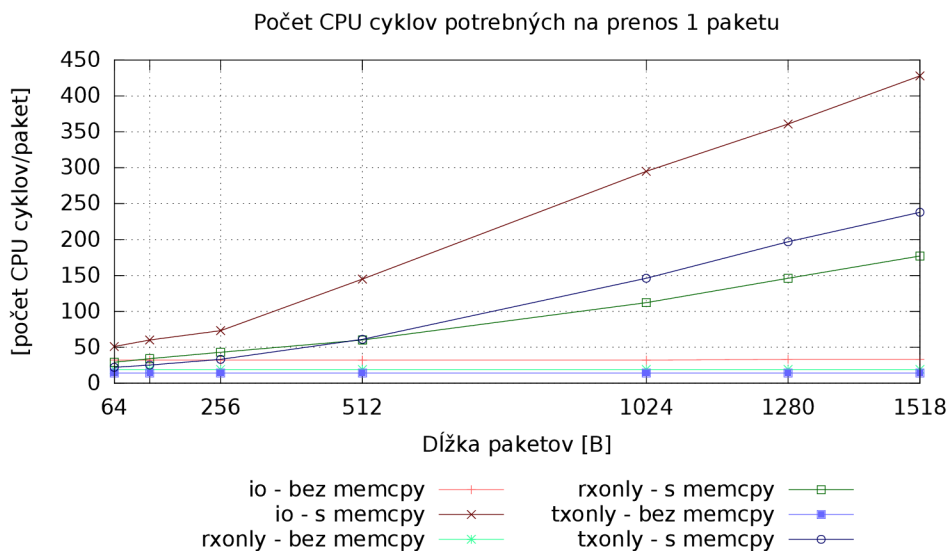 Počet CPU cyklov potrebných na prenos 1 paketu
[počet CPU cyklov/paket]
450
400
350
300
250
200
150
100
50
0
64 256 512 1024 1280 1518
Dĺžka paketov [B]
io - bez memcpy
io - s memcpy
rxonly - bez memcpy
rxonly - s memcpy
txonly - bez memcpy
txonly - s memcpy